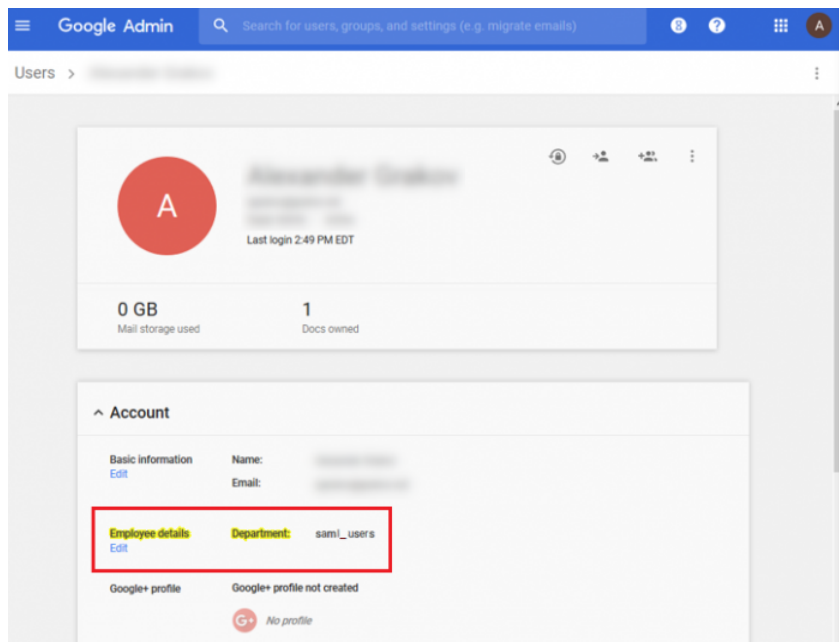 Google Admin
Search for users, groups, and settings (e.g. migrate emails)
8
?
A
Users >
A
Last login 2:49 PM EDT
0 GB
Mail storage used
1
Docs owned
Account
Basic information
Edit
Name:
Email:
Employee details
Edit
Department: saml_users
Google+ profile
Google+ profile not created
G+ No profile